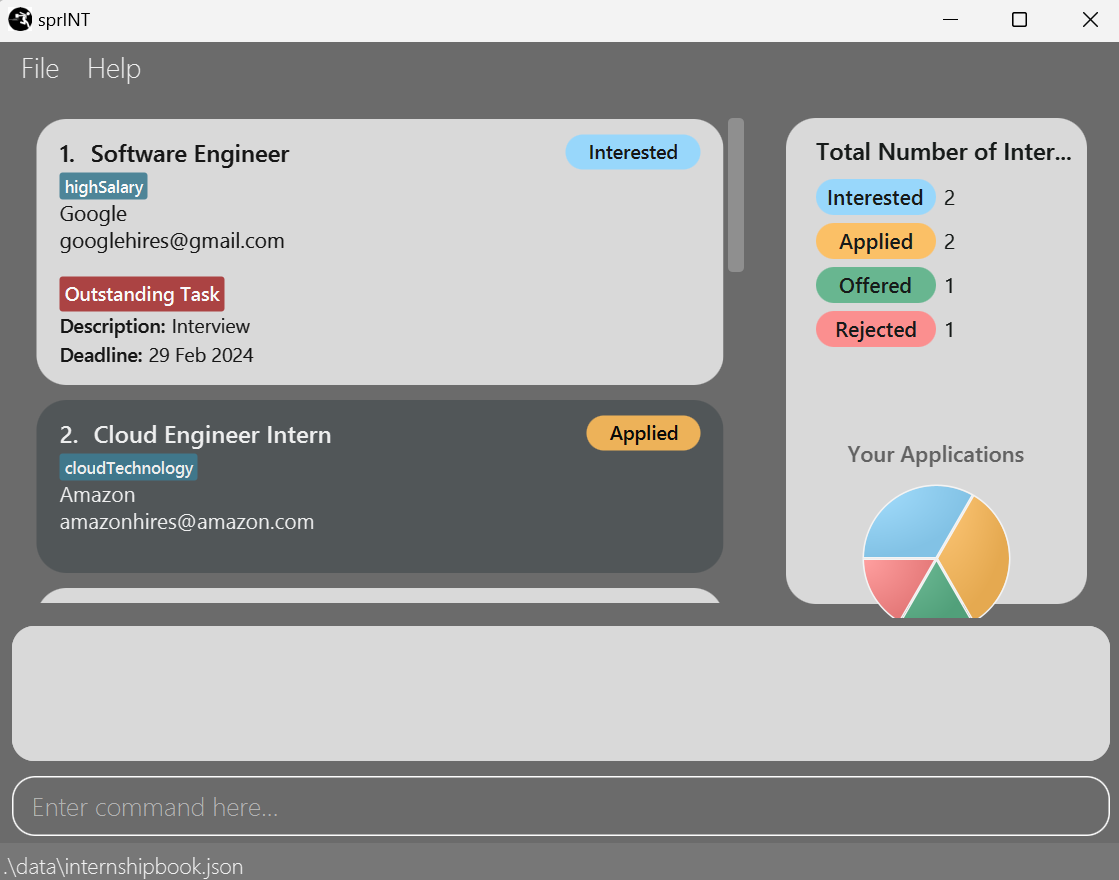 sprINT
File Help
1. Software Engineer
Interested
highSalary
Google
googlehires@gmail.com
Outstanding Task
Description: Interview
Deadline: 29 Feb 2024
2. Cloud Engineer Intern
Applied
cloudTechnology
Amazon
amazonhires@amazon.com
Total Number of Inter...
Interested 2
Applied 2
Offered 1
Rejected 1
Your Applications
Enter command here...
.\data\internshipbook.json